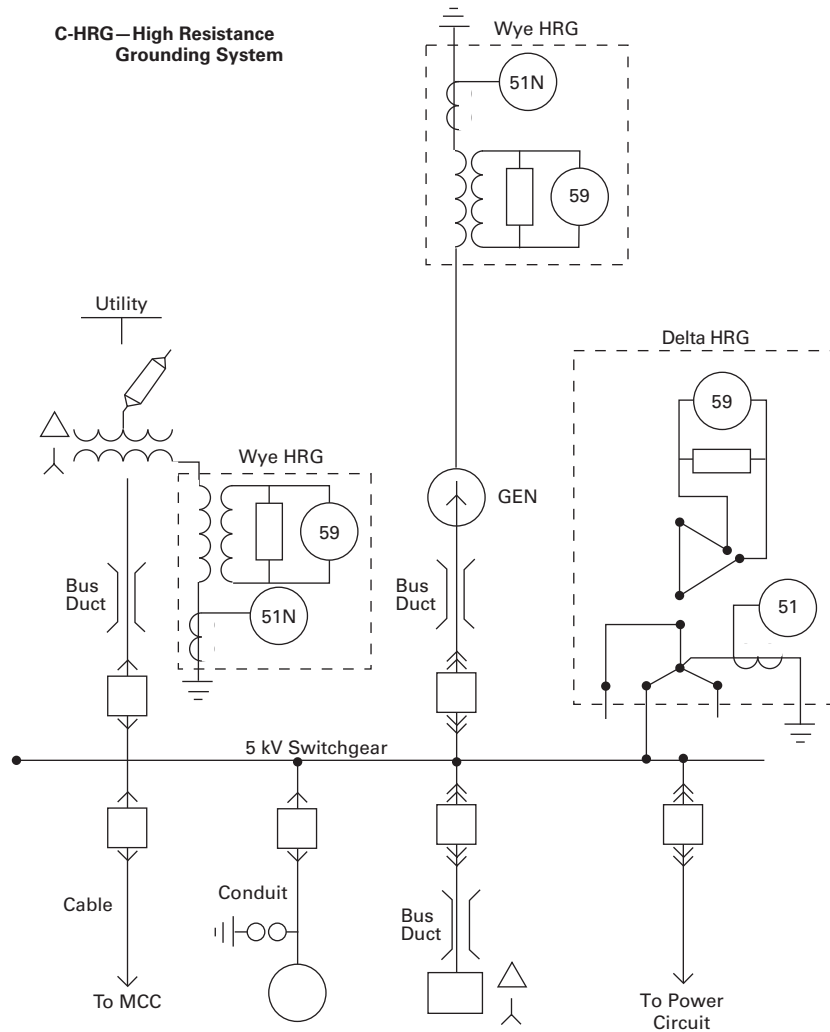 C-HRG—High Resistance
Grounding System
Wye HRG
51N
59
Utility
Delta HRG
59
Wye HRG
GEN
59
Bus
Duct
51N
Bus
Duct
51
5 kV Switchgear
Cable
Conduit
Bus
Duct
To MCC
To Power
Circuit